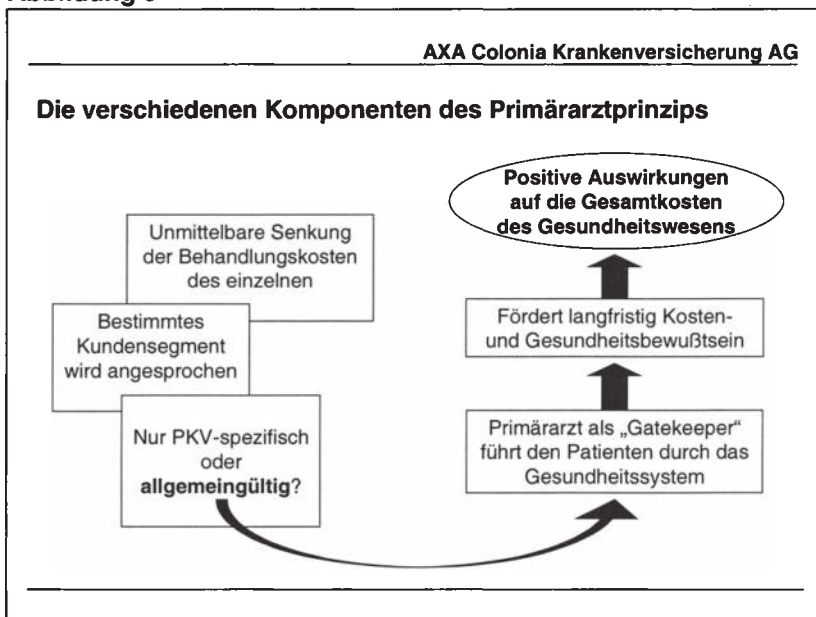 AXA Colonia Krankenversicherung AG
Die verschiedenen Komponenten des Primärarztprinzips
Unmittelbare Senkung
der Behandlungskosten
des einzelnen
Bestimmtes
Kundensegment
wird angesprochen
Nur PKV-spezifisch
oder
allgemeingültig?
Positive Auswirkungen
auf die Gesamtkosten
des Gesundheitswesens
Fördert langfristig Kosten-
und Gesundheitsbewußtsein
Primärarzt als „Gatekeeper“
führt den Patienten durch das
Gesundheitssystem